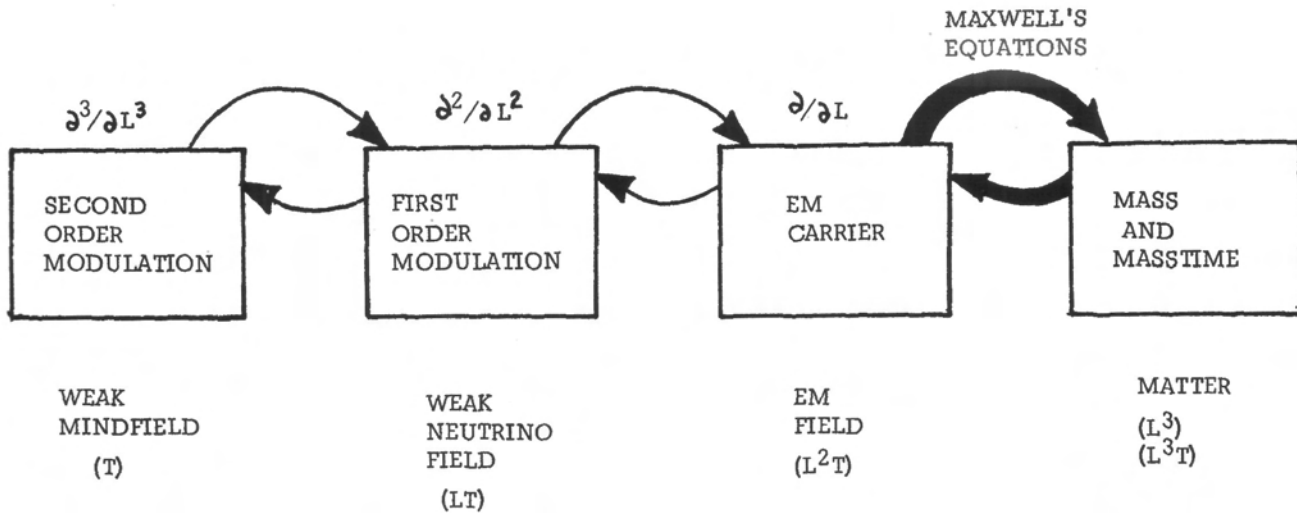 MAXWELL'S
EQUATIONS
∂³/∂L³
∂²/∂L²
∂/∂L
SECOND
ORDER
MODULATION
FIRST
ORDER
MODULATION
EM
CARRIER
MASS
AND
MASSTIME
WEAK
MINDFIELD
(T)
WEAK
NEUTRINO
FIELD
(LT)
EM
FIELD
(L²T)
MATTER
(L³)
(L³T)